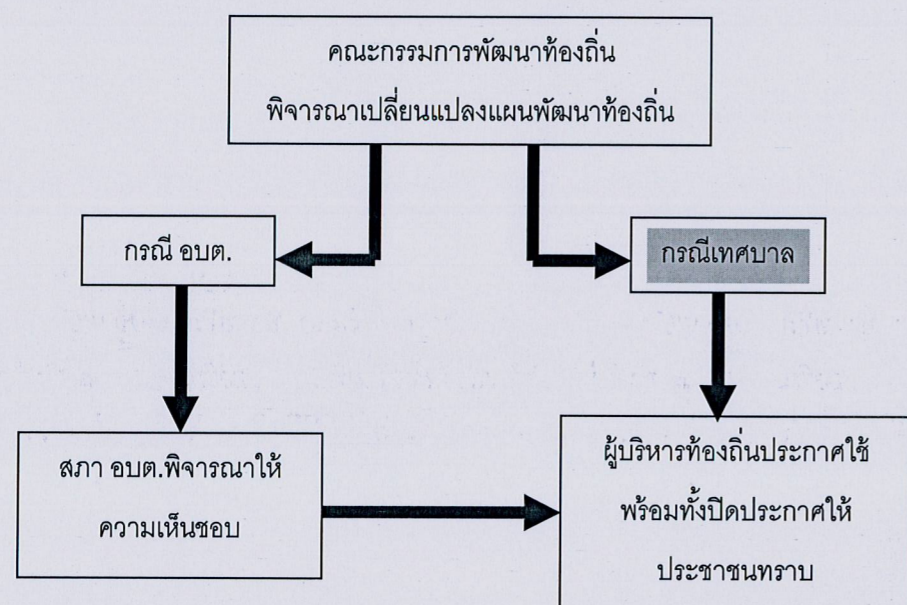 คณะกรรมการพัฒนาท้องถิ่น
พิจารณาเปลี่ยนแปลงแผนพัฒนาท้องถิ่น
กรณี อบต.
กรณีเทศบาล
สภา อบต.พิจารณาให้
ความเห็นชอบ
ผู้บริหารท้องถิ่นประกาศใช้
พร้อมทั้งปิดประกาศให้
ประชาชนทราบ